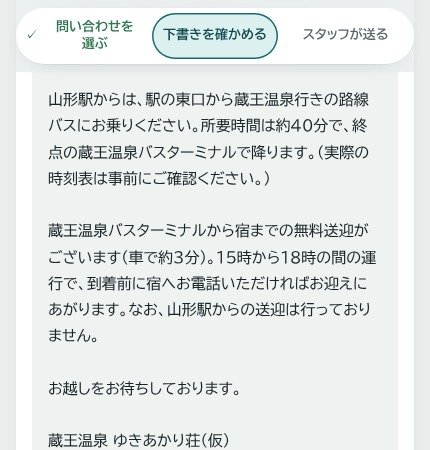 ✓ 問い合わせを
選ぶ
下書きを確かめる
スタッフが送る
山形駅からは、駅の東口から蔵王温泉行きの路線
バスにお乗りください。所要時間は約40分で、終
点の蔵王温泉バスターミナルで降ります。(実際の
時刻表は事前にご確認ください。)
蔵王温泉バスターミナルから宿までの無料送迎が
ございます(車で約3分)。15時から18時の間の運
行で、到着前に宿へお電話いただければお迎えに
あがります。なお、山形駅からの送迎は行っており
ません。
お越しをお待ちしております。
蔵王温泉 ゆきあかり荘(仮)